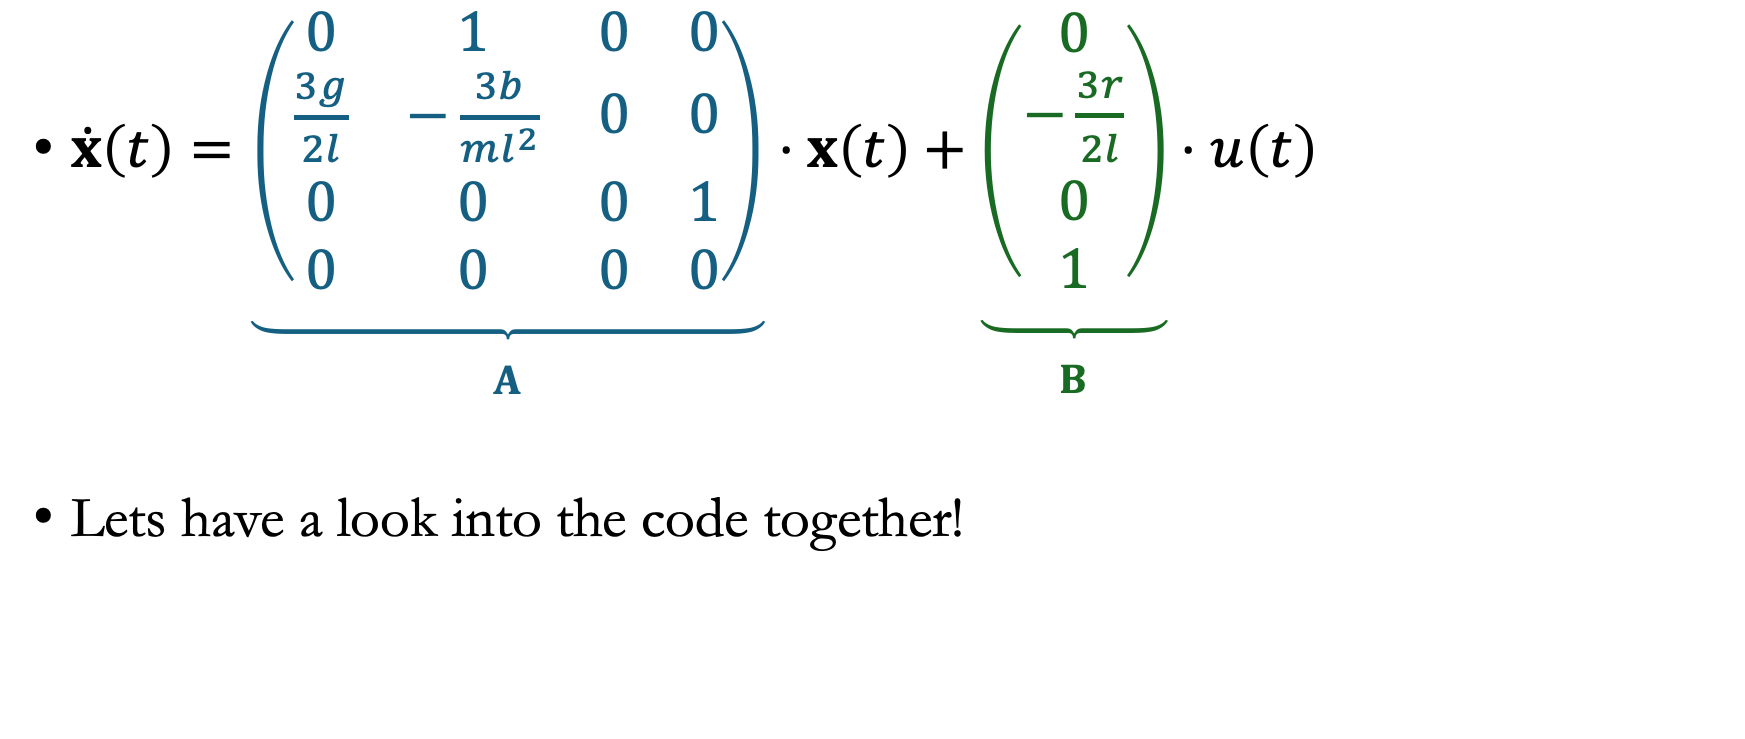 • ẋ(t) = ( 0 1 0 0 ; 3g/2l −3b/ml² 0 0 ; 0 0 0 1 ; 0 0 0 0 ) · x(t) + ( 0 ; −3r/2l ; 0 ; 1 ) · u(t)
A B
• Lets have a look into the code together!